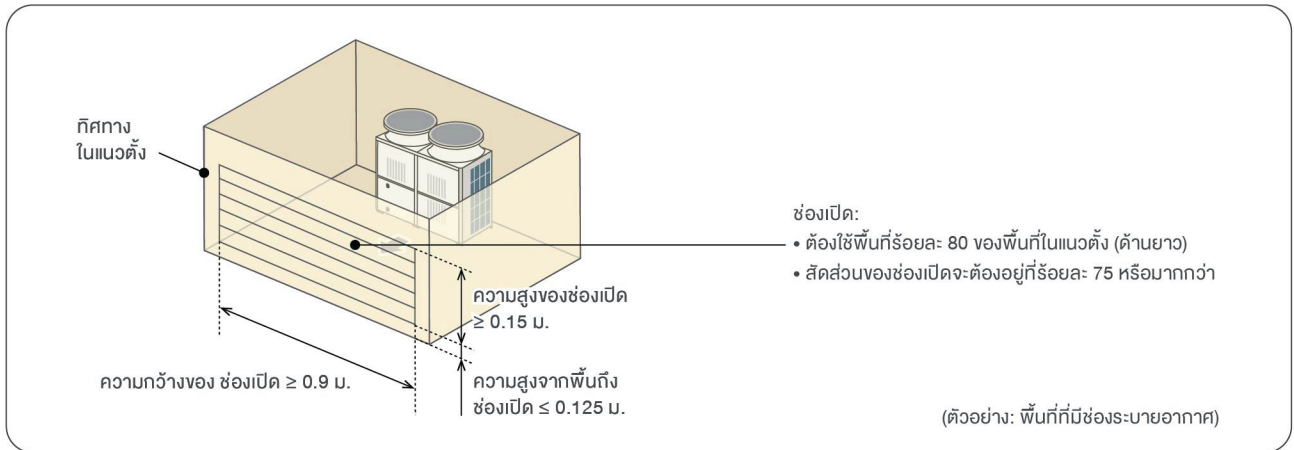 ทิศทาง
ในแนวตั้ง
ช่องเปิด:
• ต้องใช้พื้นที่ร้อยละ 80 ของพื้นที่ในแนวตั้ง (ด้านยาว)
• สัดส่วนของช่องเปิดจะต้องอยู่ที่ร้อยละ 75 หรือมากกว่า
ความสูงของช่องเปิด
≥ 0.15 ม.
ความกว้างของ ช่องเปิด ≥ 0.9 ม.
ความสูงจากพื้นถึง
ช่องเปิด ≤ 0.125 ม.
(ตัวอย่าง: พื้นที่ที่มีช่องระบายอากาศ)